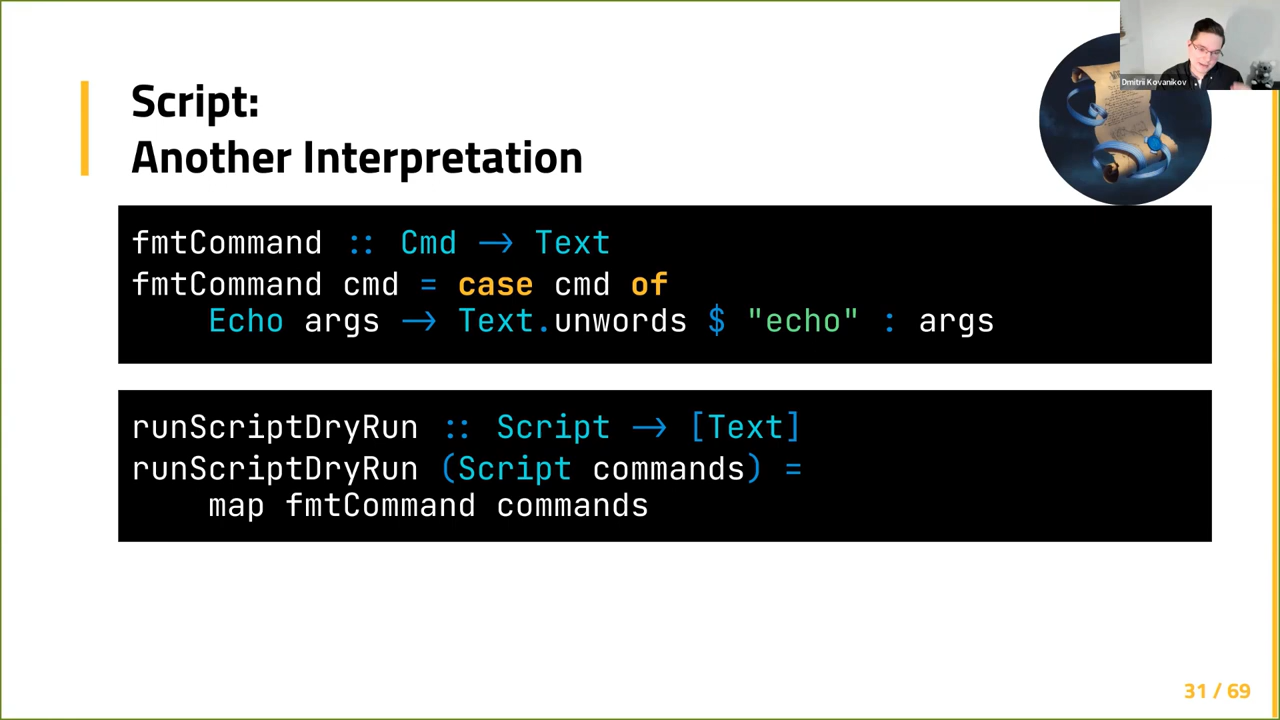 Script:
Another Interpretation
Dmitrii Kovanikov
fmtCommand :: Cmd → Text
fmtCommand cmd = case cmd of
    Echo args → Text.unwords $ "echo" : args
runScriptDryRun :: Script → [Text]
runScriptDryRun (Script commands) =
    map fmtCommand commands
31 / 69